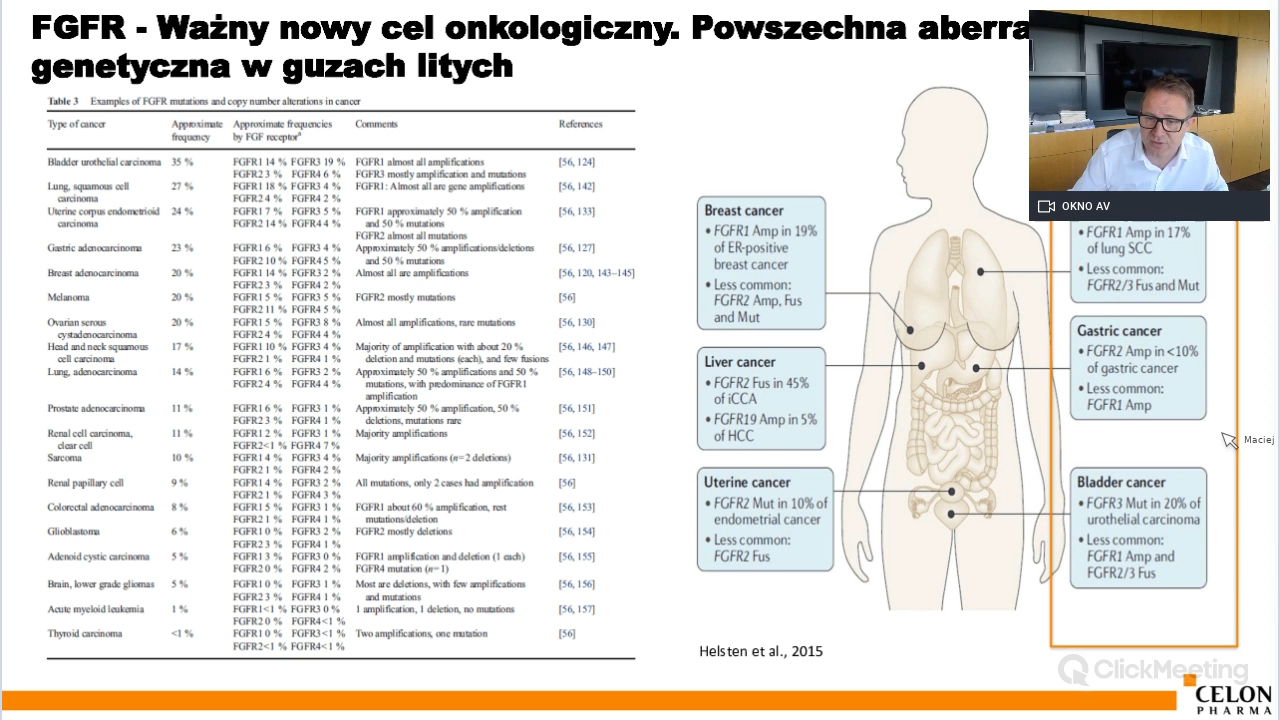 FGFR - Ważny nowy cel onkologiczny. Powszechna aberra
genetyczna w guzach litych
Table 3 Examples of FGFR mutations and copy number alterations in cancer
Type of cancer Approximate frequency Approximate frequencies by FGF receptorª Comments References
Bladder urothelial carcinoma 35 % FGFR1 14 % FGFR3 19 % FGFR1 almost all amplifications [56, 124]
FGFR2 3 % FGFR4 6 % FGFR3 mostly amplification and mutations
Lung, squamous cell 27 % FGFR1 18 % FGFR3 4 % FGFR1: Almost all are gene amplifications [56, 142]
carcinoma FGFR2 4 % FGFR4 2 %
Uterine corpus endometrioid 24 % FGFR1 7 % FGFR3 5 % FGFR1 approximately 50 % amplification [56, 133]
carcinoma FGFR2 14 % FGFR4 4 % and 50 % mutations
FGFR2 almost all mutations
Gastric adenocarcinoma 23 % FGFR1 6 % FGFR3 4 % Approximately 50 % amplifications/deletions [56, 127]
FGFR2 10 % FGFR4 5 % and 50 % mutations
Breast adenocarcinoma 20 % FGFR1 14 % FGFR3 2 % Almost all are amplifications [56, 120, 143–145]
FGFR2 3 % FGFR4 2 %
Melanoma 20 % FGFR1 5 % FGFR3 5 % FGFR2 mostly mutations [56]
FGFR2 11 % FGFR4 5 %
Ovarian serous 20 % FGFR1 5 % FGFR3 8 % Almost all amplifications, rare mutations [56, 130]
cystadenocarcinoma FGFR2 4 % FGFR4 4 %
Head and neck squamous 17 % FGFR1 10 % FGFR3 4 % Majority of amplification with about 20 % [56, 146, 147]
cell carcinoma FGFR2 1 % FGFR4 1 % deletion and mutations (each), and few fusions
Lung, adenocarcinoma 14 % FGFR1 6 % FGFR3 2 % Approximately 50 % amplifications and 50 % [56, 148–150]
FGFR2 4 % FGFR4 4 % mutations, with predominance of FGFR1
amplification
Prostate adenocarcinoma 11 % FGFR1 6 % FGFR3 1 % Approximately 50 % amplification, 50 % [56, 151]
FGFR2 3 % FGFR4 1 % deletions, mutations rare
Renal cell carcinoma, 11 % FGFR1 2 % FGFR3 1 % Majority amplifications [56, 152]
clear cell FGFR2<1 % FGFR4 7 %
Sarcoma 10 % FGFR1 4 % FGFR3 4 % Majority amplifications (n=2 deletions) [56, 131]
FGFR2 1 % FGFR4 2 %
Renal papillary cell 9 % FGFR1 4 % FGFR3 2 % All mutations, only 2 cases had amplification [56]
FGFR2 1 % FGFR4 3 %
Colorectal adenocarcinoma 8 % FGFR1 5 % FGFR3 1 % FGFR1 about 60 % amplification, rest [56, 153]
FGFR2 1 % FGFR4 1 % mutations/deletion
Glioblastoma 6 % FGFR1 0 % FGFR3 2 % FGFR2 mostly deletions [56, 154]
FGFR2 3 % FGFR4 1 %
Adenoid cystic carcinoma 5 % FGFR1 3 % FGFR3 0 % FGFR1 amplification and deletion (1 each) [56, 155]
FGFR2 0 % FGFR4 2 % FGFR4 mutation (n=1)
Brain, lower grade gliomas 5 % FGFR1 0 % FGFR3 1 % Most are deletions, with few amplifications [56, 156]
FGFR2 3 % FGFR4 1 % and mutations
Acute myeloid leukemia 1 % FGFR1<1 % FGFR3 0 % 1 amplification, 1 deletion, no mutations [56, 157]
FGFR2 0 % FGFR4<1 %
Thyroid carcinoma <1 % FGFR1 0 % FGFR3<1 % Two amplifications, one mutation [56]
FGFR2<1 % FGFR4<1 %
Breast cancer
• FGFR1 Amp in 19%
of ER-positive
breast cancer
• Less common:
FGFR2 Amp, Fus
and Mut
Liver cancer
• FGFR2 Fus in 45%
of iCCA
• FGFR19 Amp in 5%
of HCC
Uterine cancer
• FGFR2 Mut in 10% of
endometrial cancer
• Less common:
FGFR2 Fus
OKNO AV
• FGFR1 Amp in 17%
of lung SCC
• Less common:
FGFR2/3 Fus and Mut
Gastric cancer
• FGFR2 Amp in <10%
of gastric cancer
• Less common:
FGFR1 Amp
Maciej
Bladder cancer
• FGFR3 Mut in 20% of
urothelial carcinoma
• Less common:
FGFR1 Amp and
FGFR2/3 Fus
Helsten et al., 2015
ClickMeeting
CELON
PHARMA